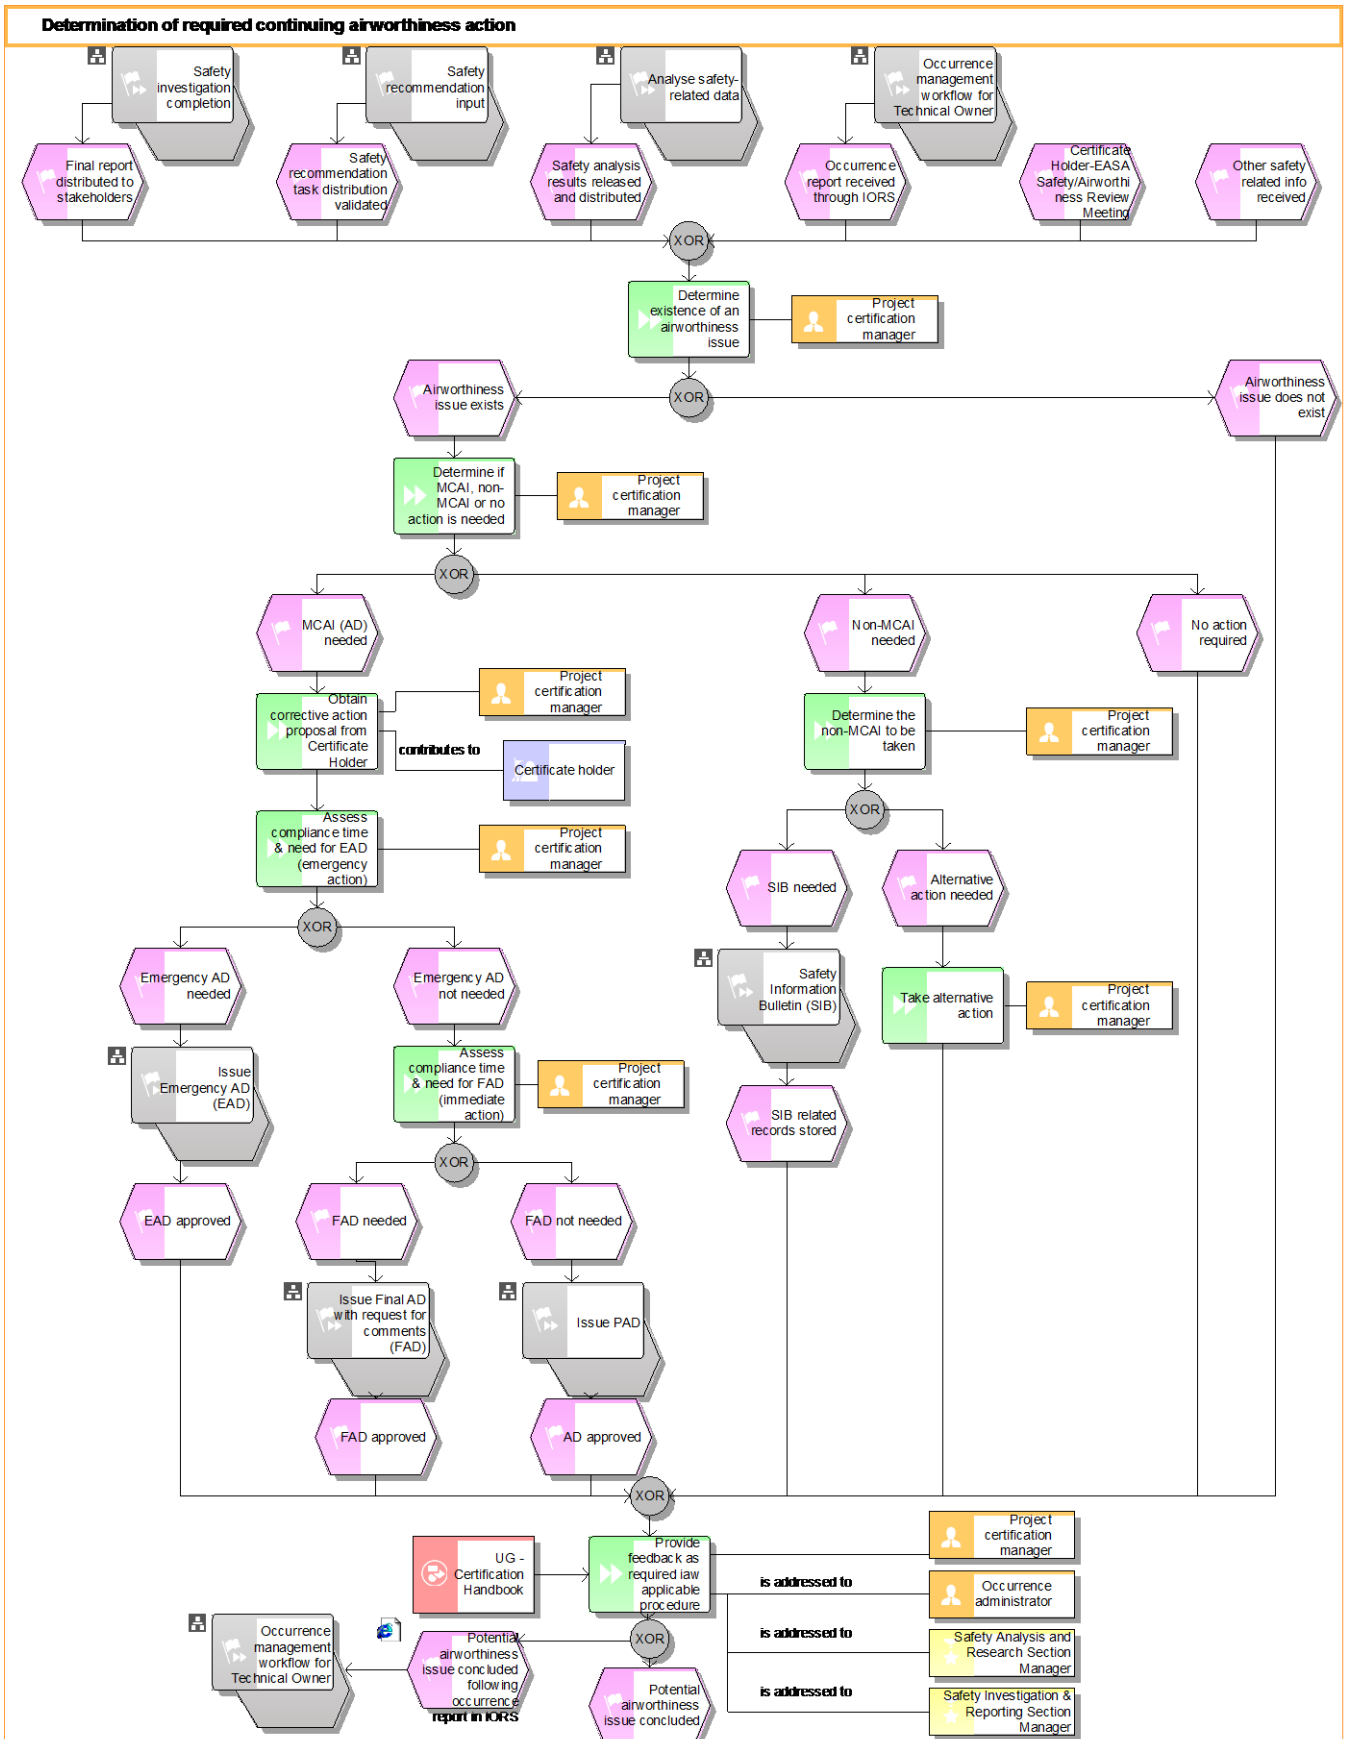 Determination of required continuing airworthiness action
Safety
investigation
completion
Safety
recommendation
input
Analyse safety-
related data
Occurrence
management
workflow for
Technical Owner
Final report
distributed to
stakeholders
Safety
recommendation
task distribution
validated
Safety analysis
results released
and distributed
Occurrence
report received
through IORS
Certificate
Holder-EASA
Safety/Airworthi
ness Review
Meeting
Other safety
related info
received
XOR
Determine
existence of an
airworthiness
issue
Project
certification
manager
Airworthiness
issue exists
XOR
Airworthiness
issue does not
exist
Determine if
MCAI, non-
MCAI or no
action is needed
Project
certification
manager
XOR
MCAI (AD)
needed
Non-MCAI
needed
No action
required
Obtain
corrective action
proposal from
Certificate
Holder
Project
certification
manager
contributes to
Certificate holder
Determine the
non-MCAI to be
taken
Project
certification
manager
XOR
Assess
compliance time
& need for EAD
(emergency
action)
Project
certification
manager
SIB needed
Alternative
action needed
XOR
Emergency AD
needed
Emergency AD
not needed
Safety
Information
Bulletin (SIB)
Take alternative
action
Project
certification
manager
Issue
Emergency AD
(EAD)
Assess
compliance time
& need for FAD
(immediate
action)
Project
certification
manager
SIB related
records stored
XOR
EAD approved
FAD needed
FAD not needed
Issue Final AD
with request for
comments
(FAD)
Issue PAD
FAD approved
AD approved
XOR
UG -
Certification
Handbook
Provide
feedback as
required iaw
applicable
procedure
Project
certification
manager
is addressed to
Occurrence
administrator
is addressed to
Safety Analysis and
Research Section
Manager
is addressed to
Safety Investigation &
Reporting Section
Manager
XOR
Occurrence
management
workflow for
Technical Owner
Potential
airworthiness
issue concluded
following
occurrence
report in IORS
Potential
airworthiness
issue concluded